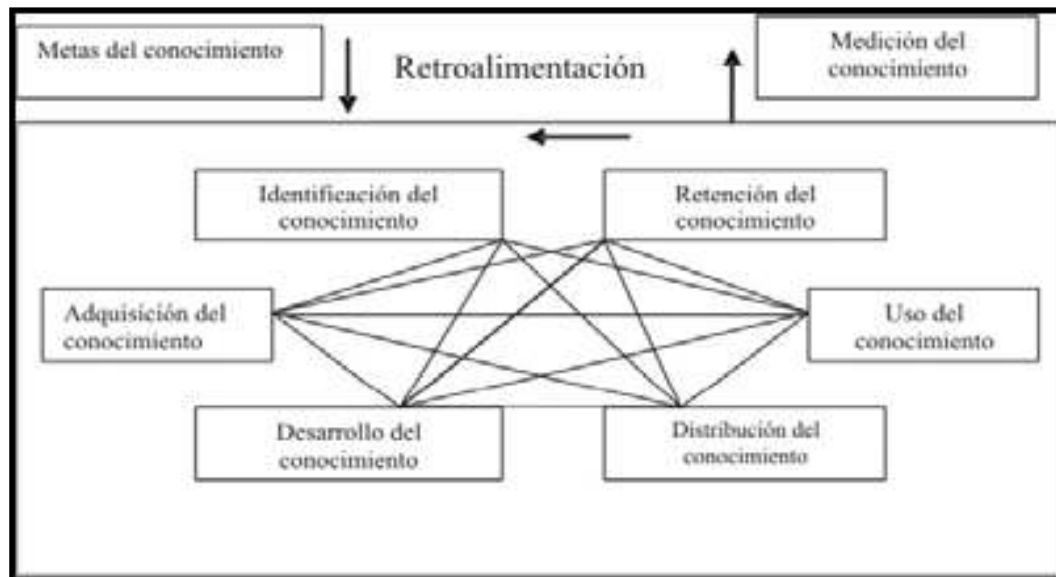 Metas del conocimiento
Retroalimentación
Medición del
conocimiento
Identificación del
conocimiento
Retención del
conocimiento
Adquisición del
conocimiento
Uso del
conocimiento
Desarrollo del
conocimiento
Distribución del
conocimiento